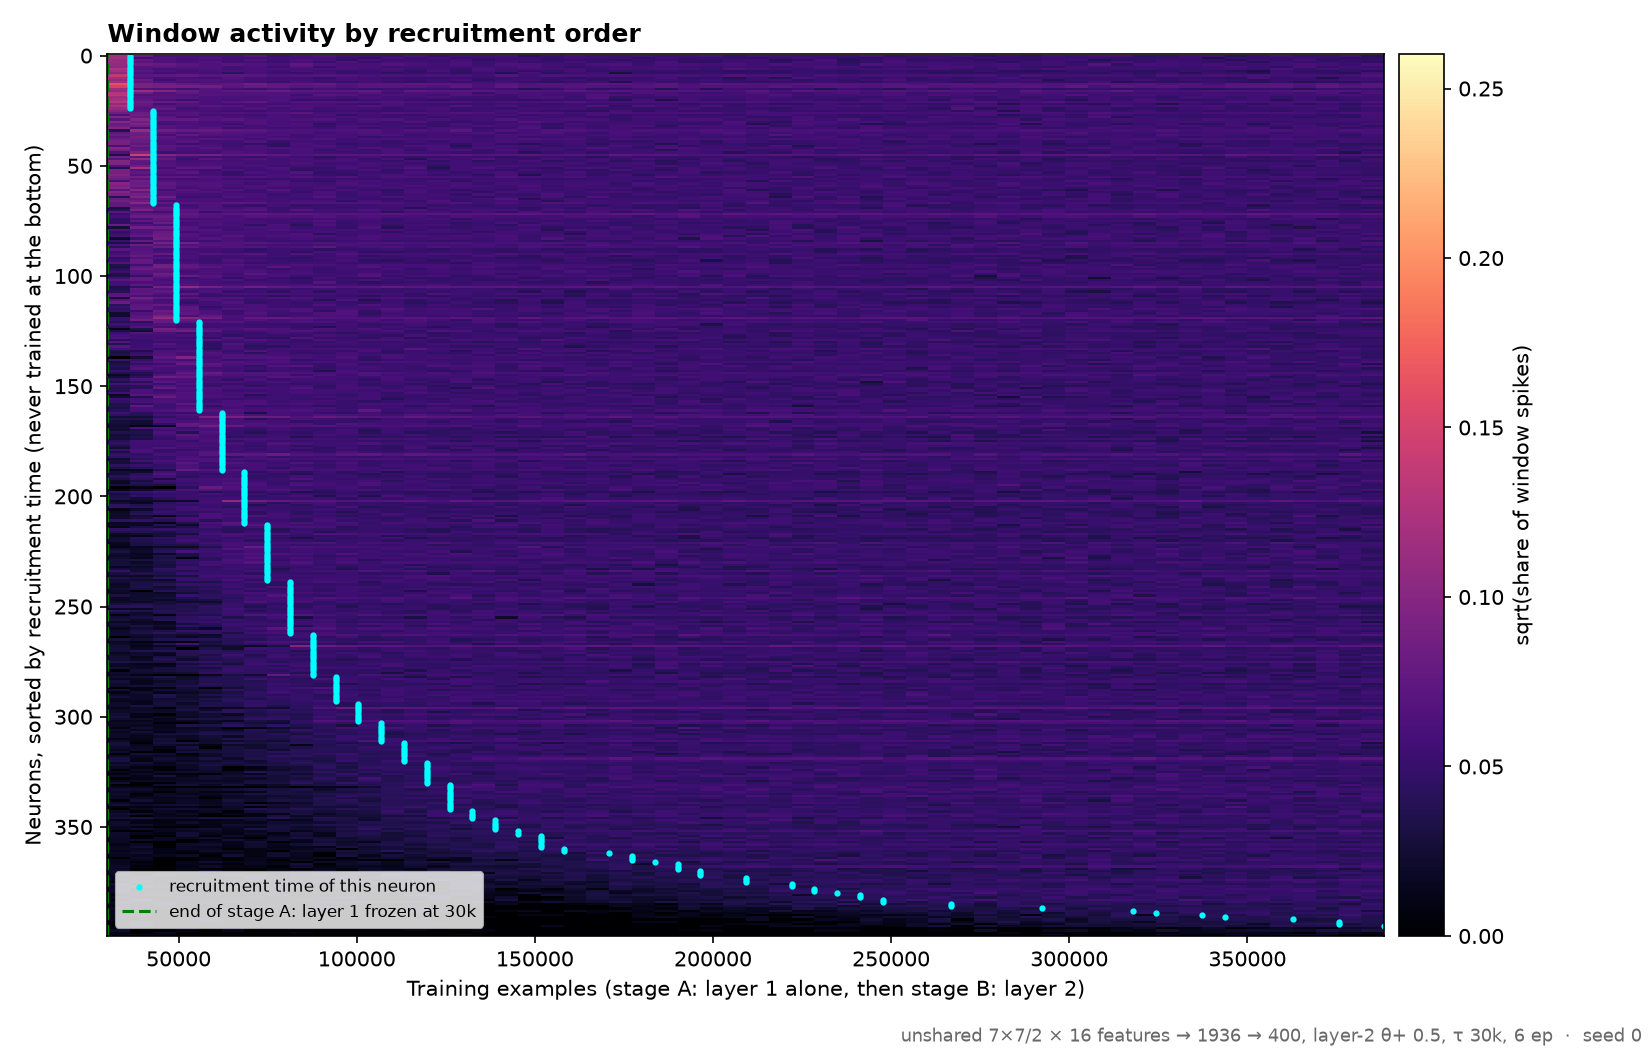 Window activity by recruitment order
0
50
100
150
200
250
300
350
Neurons, sorted by recruitment time (never trained at the bottom)
recruitment time of this neuron
end of stage A: layer 1 frozen at 30k
50000 100000 150000 200000 250000 300000 350000
Training examples (stage A: layer 1 alone, then stage B: layer 2)
0.25
0.20
0.15
0.10
0.05
0.00
sqrt(share of window spikes)
unshared 7×7/2 × 16 features → 1936 → 400, layer-2 θ+ 0.5, τ 30k, 6 ep · seed 0